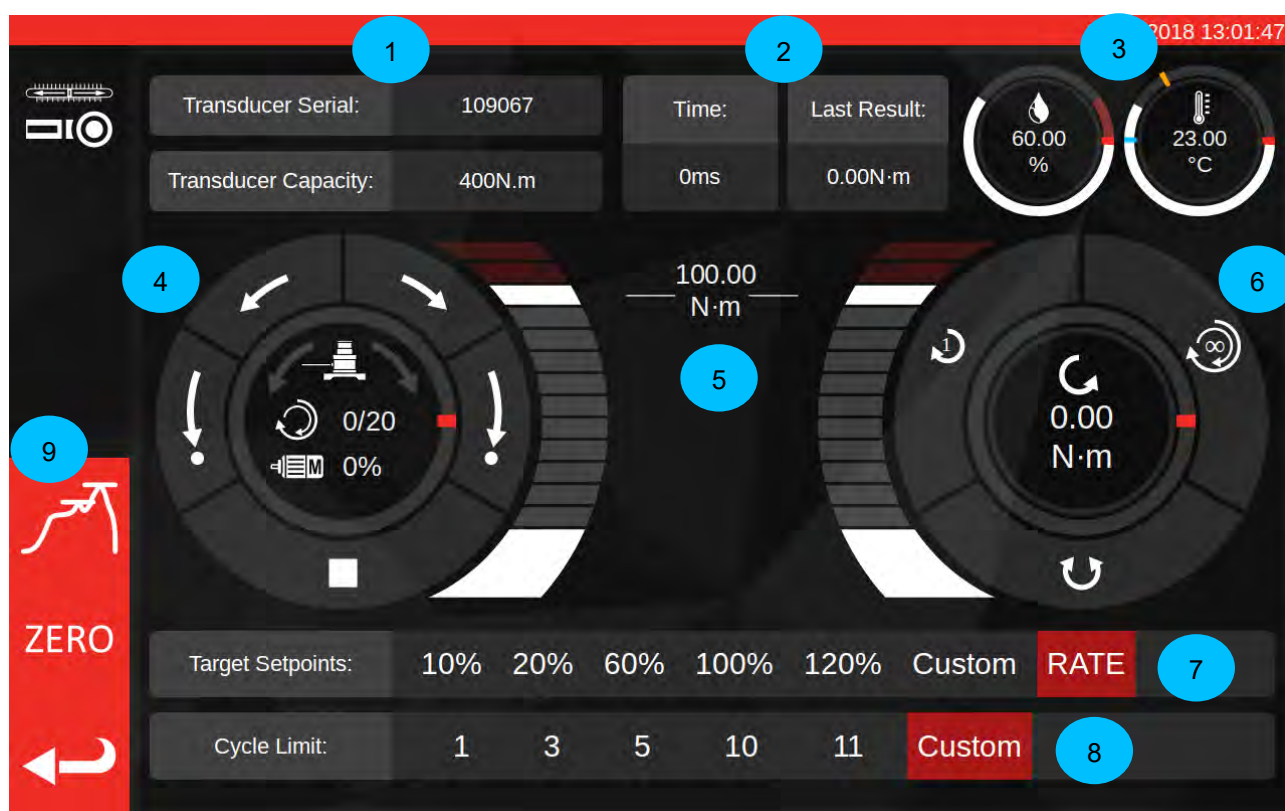 2018 13:01:47
1
2
3
Transducer Serial: 109067
Time: Last Result:
60.00
%
23.00
°C
Transducer Capacity: 400N.m
0ms 0.00N·m
4
100.00
N·m
6
1
∞
5
0/20
M 0%
0.00
N·m
9
ZERO
Target Setpoints: 10% 20% 60% 100% 120% Custom RATE 7
Cycle Limit: 1 3 5 10 11 Custom 8